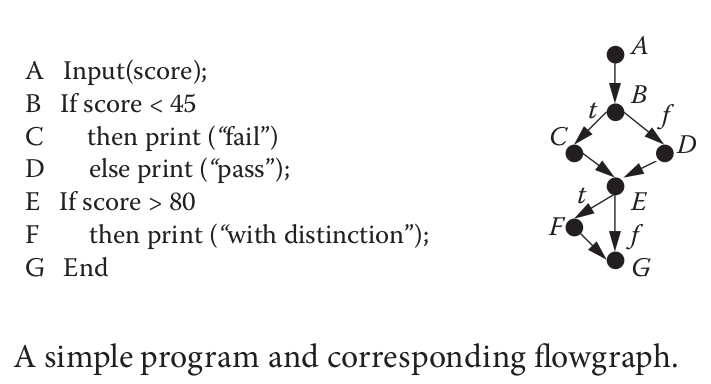 A Input(score);
B If score < 45
C then print (“fail”)
D else print (“pass”);
E If score > 80
F then print (“with distinction”);
G End
A
B
t f
C D
E
t
F f
G
A simple program and corresponding flowgraph.